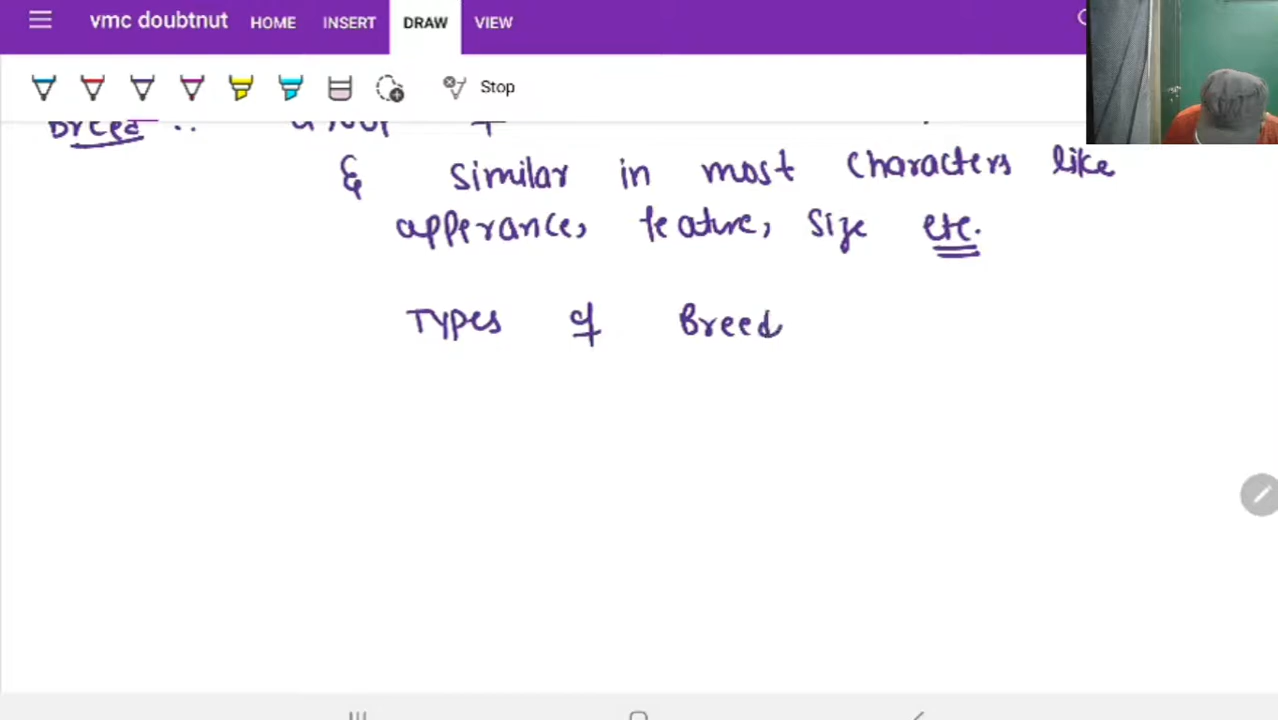 vmc doubtnut HOME INSERT DRAW VIEW
Stop
Breed :.
& similar in most characters like
apperance, feature, size etc.
Types of Breed